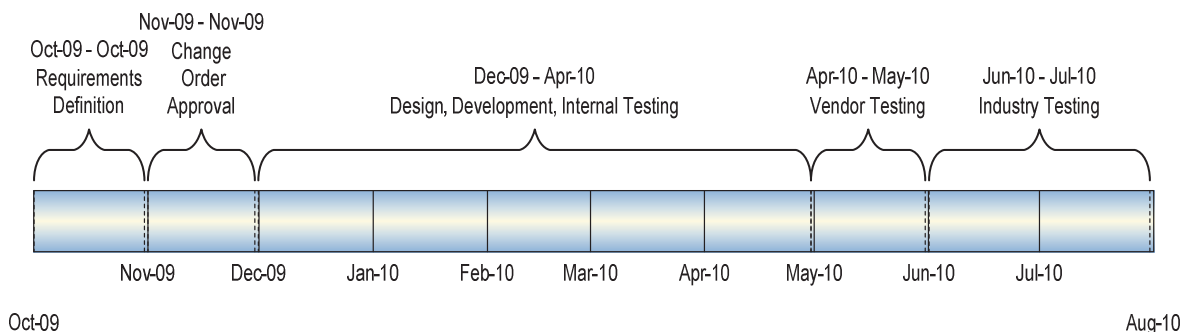 Oct-09 - Oct-09
Requirements
Definition
Nov-09 - Nov-09
Change
Order
Approval
Dec-09 - Apr-10
Design, Development, Internal Testing
Apr-10 - May-10
Vendor Testing
Jun-10 - Jul-10
Industry Testing
Nov-09 Dec-09 Jan-10 Feb-10 Mar-10 Apr-10 May-10 Jun-10 Jul-10
Oct-09 Aug-10